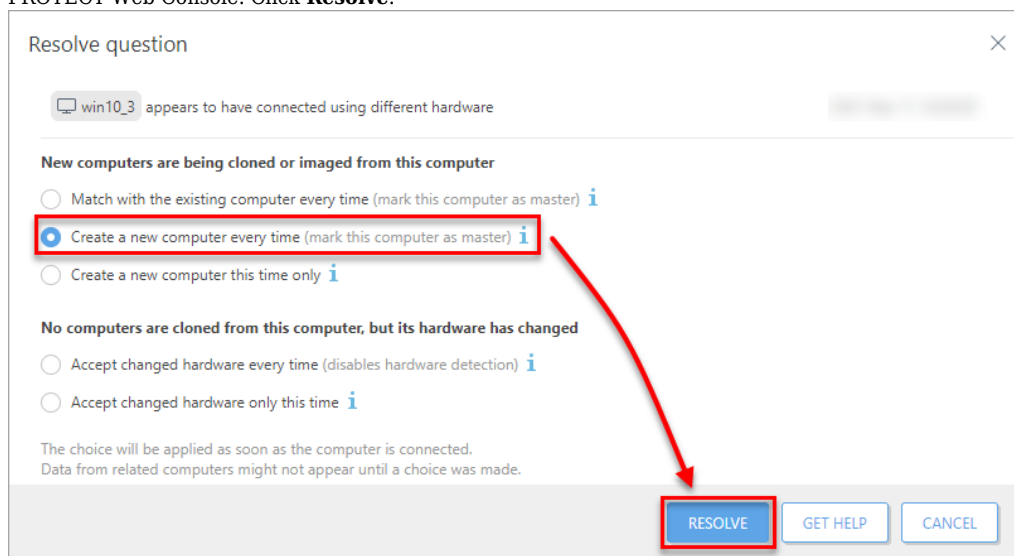 PROTECT Web Console. Click Resolve.
Resolve question
win10_3 appears to have connected using different hardware
New computers are being cloned or imaged from this computer
Match with the existing computer every time (mark this computer as master) i
Create a new computer every time (mark this computer as master) i
Create a new computer this time only i
No computers are cloned from this computer, but its hardware has changed
Accept changed hardware every time (disables hardware detection) i
Accept changed hardware only this time i
The choice will be applied as soon as the computer is connected.
Data from related computers might not appear until a choice was made.
RESOLVE GET HELP CANCEL